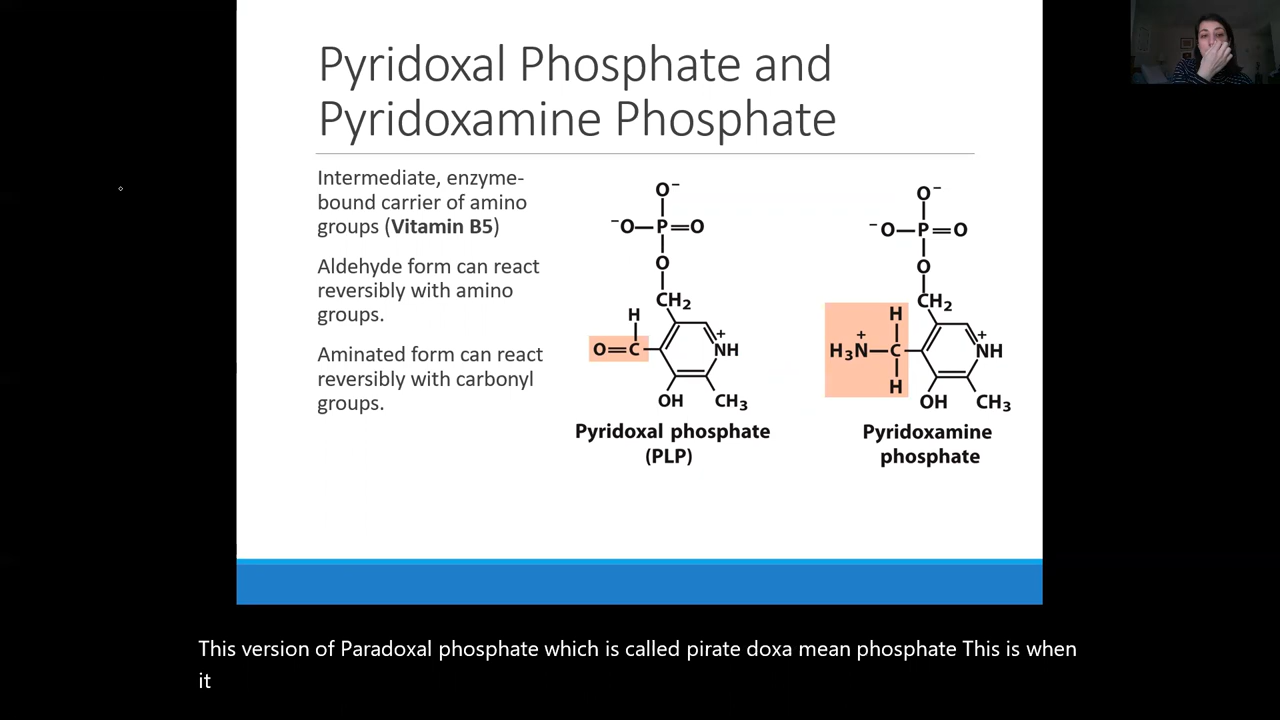 Pyridoxal Phosphate and
Pyridoxamine Phosphate
Intermediate, enzyme-
bound carrier of amino
groups (Vitamin B5)
Aldehyde form can react
reversibly with amino
groups.
Aminated form can react
reversibly with carbonyl
groups.
O⁻
⁻O—P=O
O
CH₂
H
O=C
+
NH
OH
CH₃
Pyridoxal phosphate
(PLP)
O⁻
⁻O—P=O
O
CH₂
H
+
H₃N—C
H
+
NH
OH
CH₃
Pyridoxamine
phosphate
This version of Paradoxal phosphate which is called pirate doxa mean phosphate This is when
it